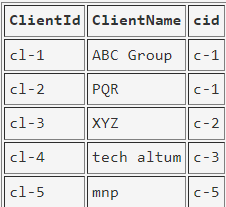 ClientId ClientName cid
cl-1 ABC Group c-1
cl-2 PQR c-1
cl-3 XYZ c-2
cl-4 tech altum c-3
cl-5 mnp c-5